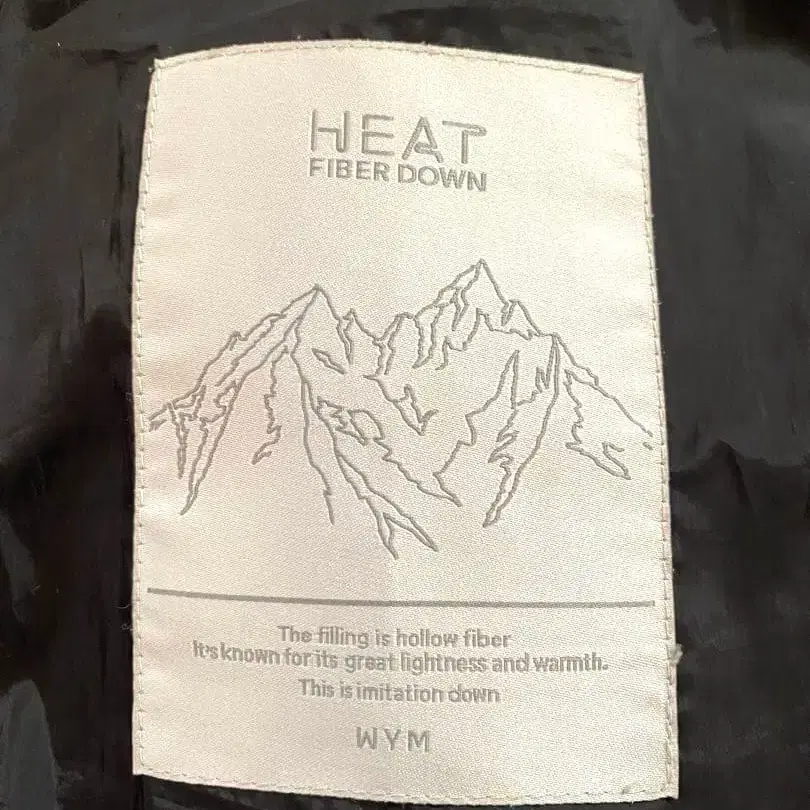 HEAT
FIBER DOWN
The filling is hollow fiber
It's known for its great lightness and warmth.
This is imitation down
WYM